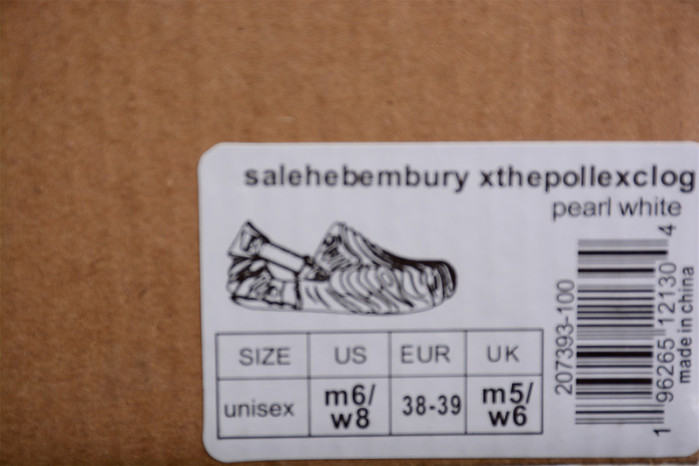 salehebembury xthepollexclog
pearl white
SIZE US EUR UK
unisex m6/ w8 38-39 m5/ w6
207393-100
1 96265 12130 4
made in china